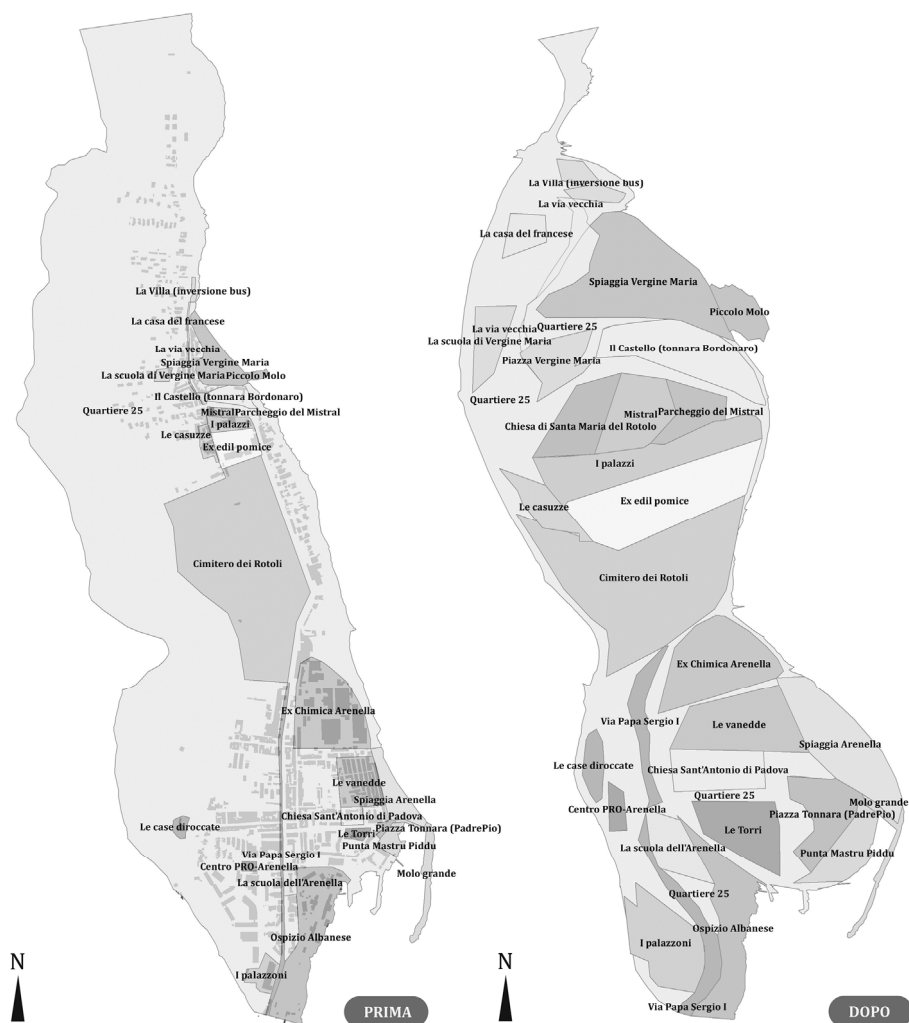 La Villa (inversione bus)
La casa del francese
La via vecchia
Spiaggia Vergine Maria
La scuola di Vergine Maria
Piccolo Molo
Il Castello (tonnara Bordonaro)
Quartiere 25
Mistral
Parcheggio del Mistral
I palazzi
Le casuzze
Ex edil pomice
Cimitero dei Rotoli
Ex Chimica Arenella
Le vanedde
Spiaggia Arenella
Chiesa Sant'Antonio di Padova
Le case diroccate
Piazza Tonnara (PadrePio)
Le Torri
Punta Mastru Piddu
Via Papa Sergio I
Centro PRO-Arenella
Molo grande
La scuola dell'Arenella
Ospizio Albanese
I palazzoni
N
PRIMA
La Villa (inversione bus)
La via vecchia
La casa del francese
Spiaggia Vergine Maria
Piccolo Molo
La via vecchia
Quartiere 25
La scuola di Vergine Maria
Il Castello (tonnara Bordonaro)
Piazza Vergine Maria
Quartiere 25
Mistral
Parcheggio del Mistral
Chiesa di Santa Maria del Rotolo
I palazzi
Ex edil pomice
Le casuzze
Cimitero dei Rotoli
Ex Chimica Arenella
Via Papa Sergio I
Le vanedde
Spiaggia Arenella
Le case diroccate
Chiesa Sant'Antonio di Padova
Quartiere 25
Molo grande
Centro PRO-Arenella
Piazza Tonnara (PadrePio)
Le Torri
La scuola dell'Arenella
Punta Mastru Piddu
Quartiere 25
Ospizio Albanese
I palazzoni
Via Papa Sergio I
N
DOPO